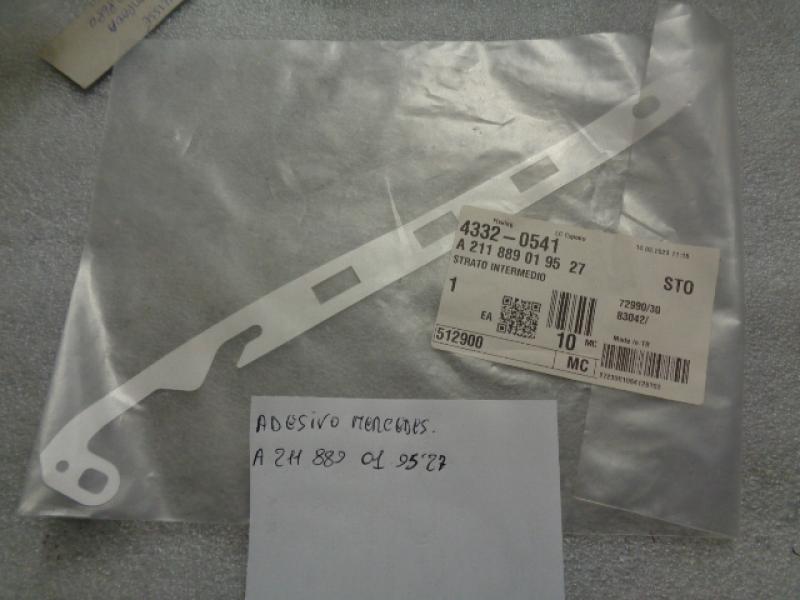 4332-0541
A 211 889 01 95 27
STRATO INTERMEDIO
STO
1
EA
72990/30
83042/
10 MC
Made in TR
512900
MC
ADESIVO MERCEDES.
A 211 889 01 95 27